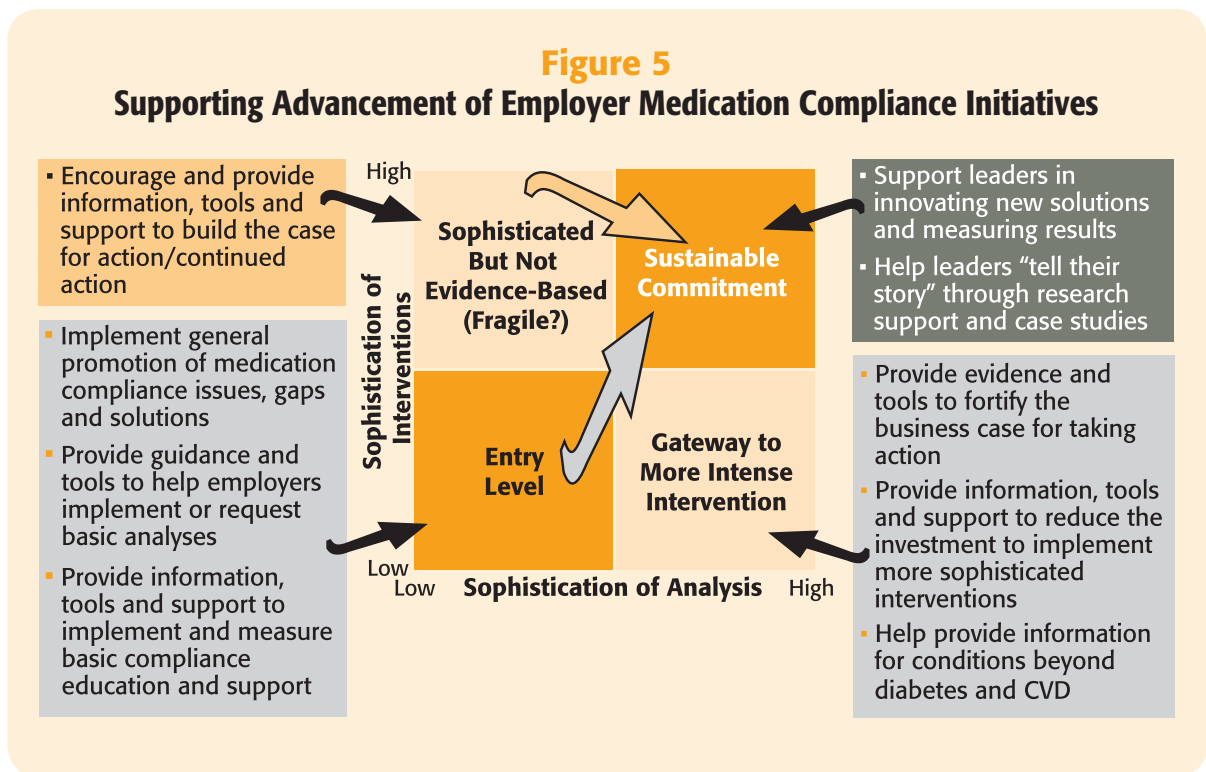 Figure 5
Supporting Advancement of Employer Medication Compliance Initiatives
▪ Encourage and provide
information, tools and
support to build the case
for action/continued
action
▪ Implement general
promotion of medication
compliance issues, gaps
and solutions
▪ Provide guidance and
tools to help employers
implement or request
basic analyses
▪ Provide information,
tools and support to
implement and measure
basic compliance
education and support
High
Sophistication of
Interventions
Low
Sophisticated
But Not
Evidence-Based
(Fragile?)
Sustainable
Commitment
Entry
Level
Gateway to
More Intense
Intervention
Low
Sophistication of Analysis
High
▪ Support leaders in
innovating new solutions
and measuring results
▪ Help leaders “tell their
story” through research
support and case studies
▪ Provide evidence and
tools to fortify the
business case for taking
action
▪ Provide information, tools
and support to reduce the
investment to implement
more sophisticated
interventions
▪ Help provide information
for conditions beyond
diabetes and CVD